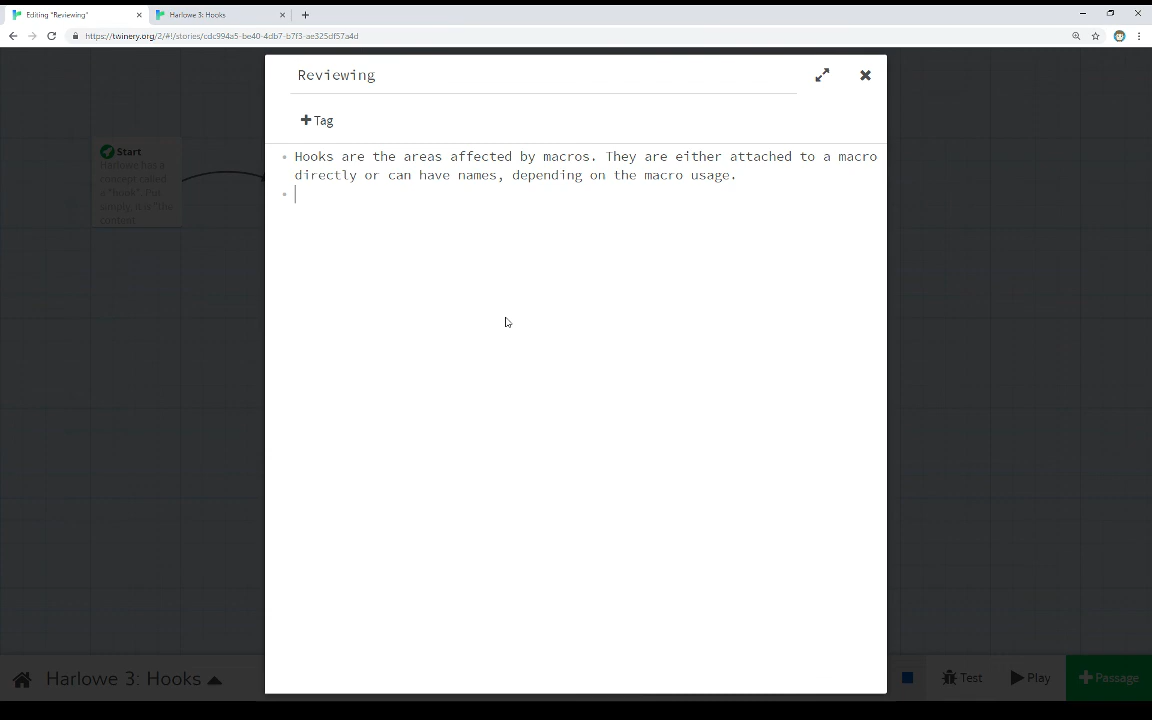 Editing "Reviewing"
Harlowe 3: Hooks
https://twinery.org/2/#!/stories/cdc994a5-be40-4db7-b7f3-ae325df57a4d
Reviewing
Tag
Start
Harlowe has a
concept called
a "hook". Put
simply, it is "the
content
Hooks are the areas affected by macros. They are either attached to a macro
directly or can have names, depending on the macro usage.
Harlowe 3: Hooks
Test
Play
Passage